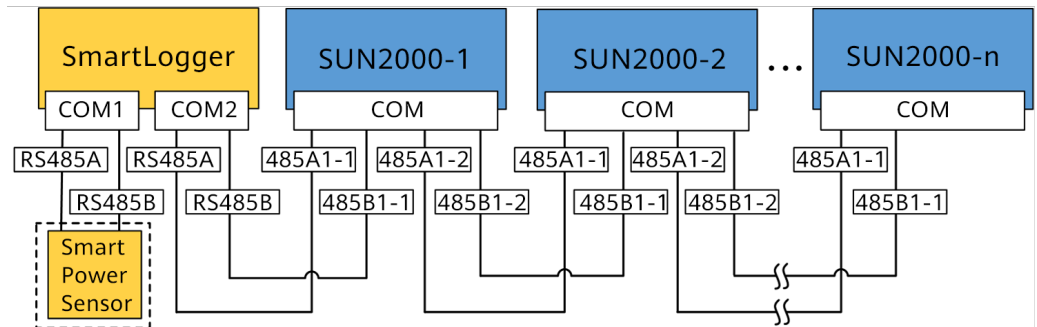 SmartLogger
SUN2000-1
SUN2000-2
...
SUN2000-n
COM1
COM2
COM
COM
COM
RS485A
RS485A
485A1-1
485A1-2
485A1-1
485A1-2
485A1-1
RS485B
RS485B
485B1-1
485B1-2
485B1-1
485B1-2
485B1-1
Smart
Power
Sensor